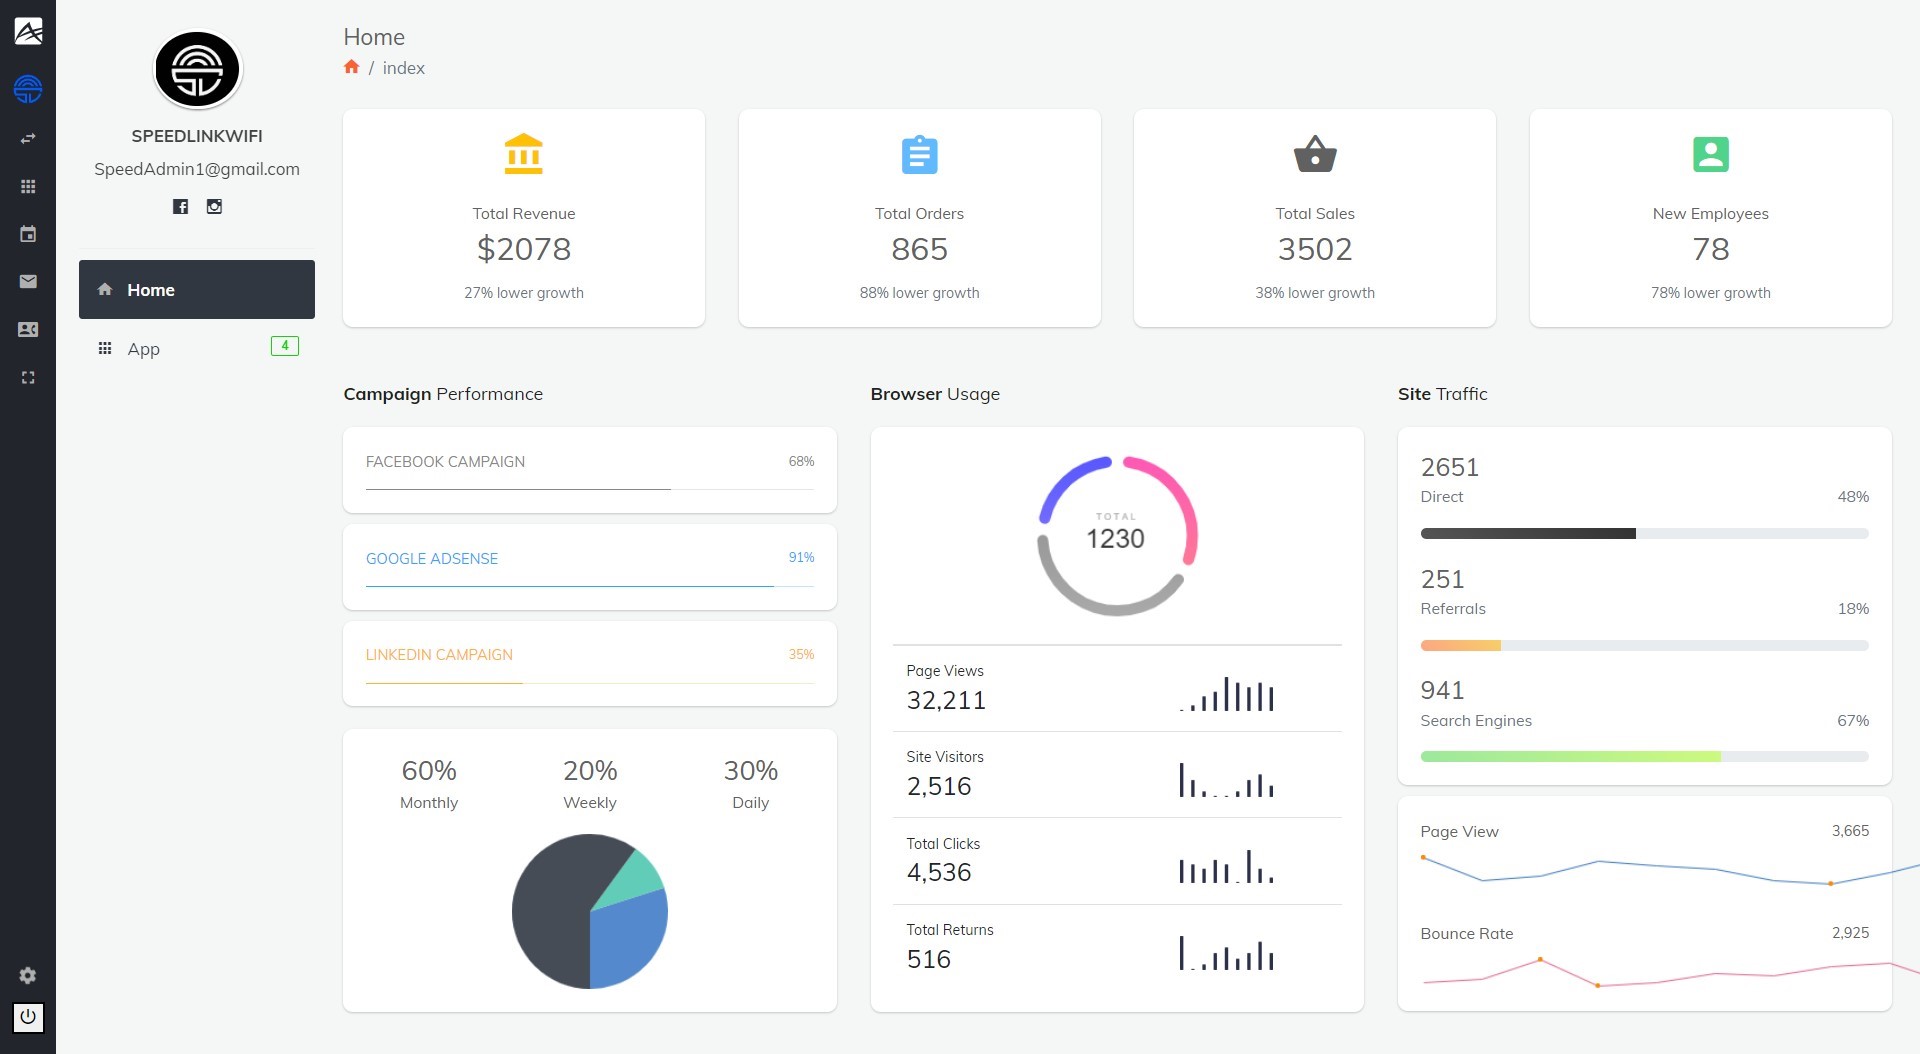 SPEEDLINKWIFI
SpeedAdmin1@gmail.com
Home
App 4
Home
/ index
Total Revenue
$2078
27% lower growth
Total Orders
865
88% lower growth
Total Sales
3502
38% lower growth
New Employees
78
78% lower growth
Campaign Performance
FACEBOOK CAMPAIGN 68%
GOOGLE ADSENSE 91%
LINKEDIN CAMPAIGN 35%
60% 20% 30%
Monthly Weekly Daily
Browser Usage
TOTAL
1230
Page Views
32,211
Site Visitors
2,516
Total Clicks
4,536
Total Returns
516
Site Traffic
2651
Direct 48%
251
Referrals 18%
941
Search Engines 67%
Page View 3,665
Bounce Rate 2,925